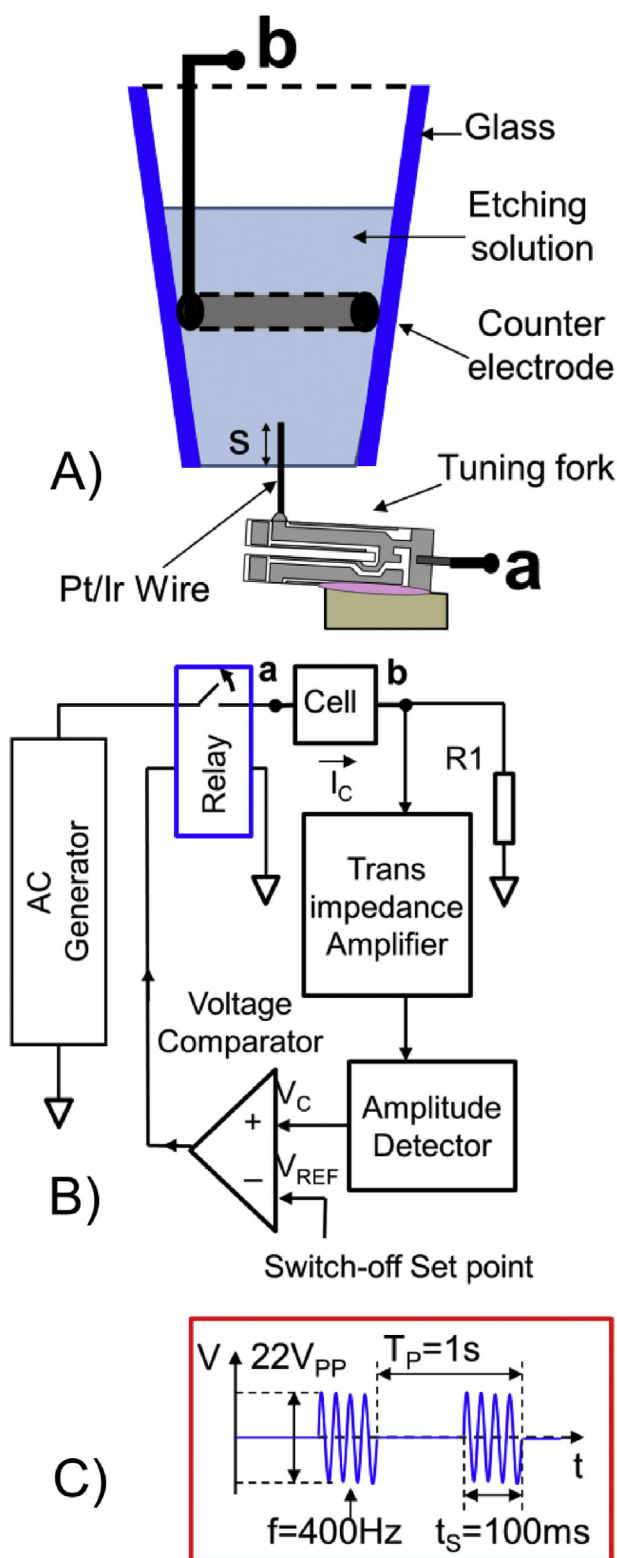 b
Glass
Etching
solution
Counter
electrode
S
A)
Tuning fork
Pt/Ir Wire
a
a
b
Cell
Relay
I_C
R1
AC
Generator
Trans
impedance
Amplifier
Voltage
Comparator
V_C
+
Amplitude
Detector
V_REF
−
B)
Switch-off Set point
V
22V_PP
T_P=1s
t
C)
f=400Hz
t_S=100ms